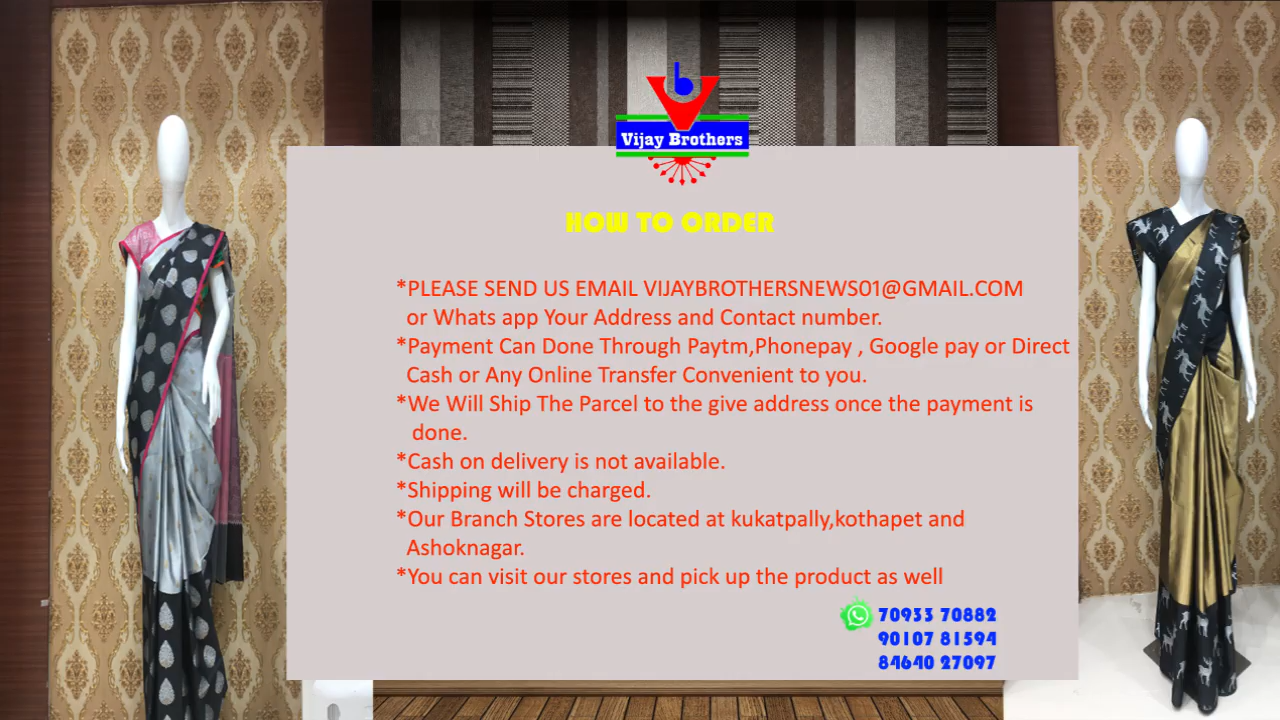 b
Vijay Brothers
HOW TO ORDER
*PLEASE SEND US EMAIL VIJAYBROTHERSNEWS01@GMAIL.COM
or Whats app Your Address and Contact number.
*Payment Can Done Through Paytm,Phonepay , Google pay or Direct
Cash or Any Online Transfer Convenient to you.
*We Will Ship The Parcel to the give address once the payment is
done.
*Cash on delivery is not available.
*Shipping will be charged.
*Our Branch Stores are located at kukatpally,kothapet and
Ashoknagar.
*You can visit our stores and pick up the product as well
70933 70882
90107 81594
84640 27097